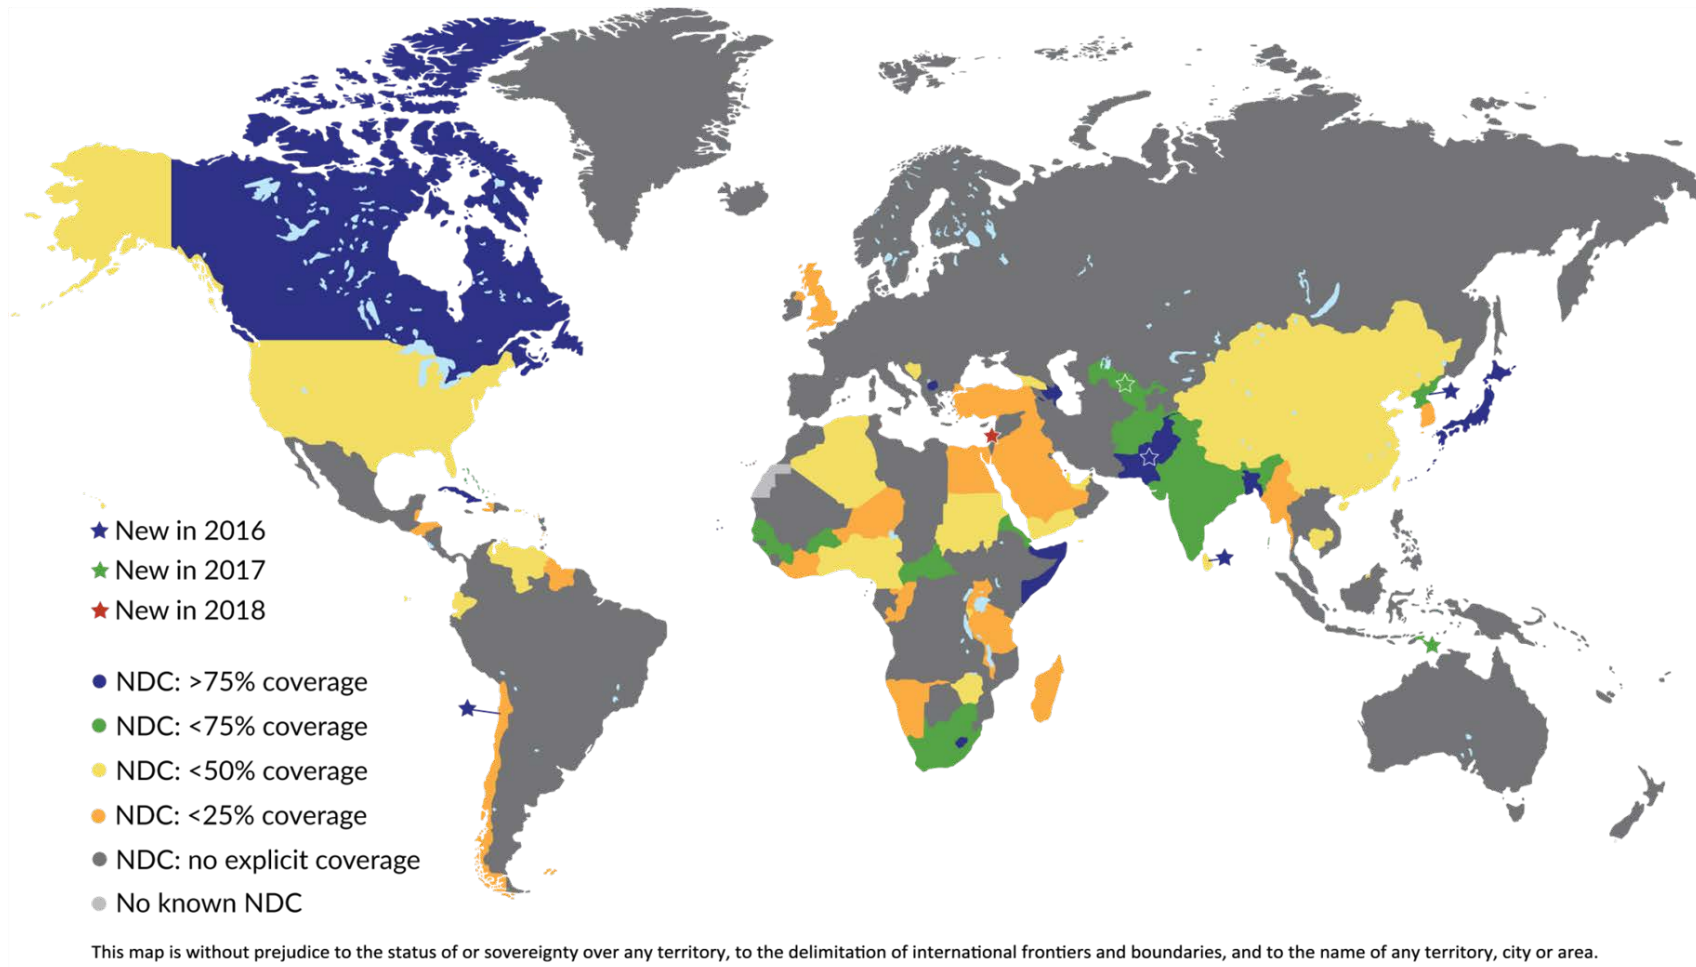 New in 2016
New in 2017
New in 2018
NDC: >75% coverage
NDC: <75% coverage
NDC: <50% coverage
NDC: <25% coverage
NDC: no explicit coverage
No known NDC
This map is without prejudice to the status of or sovereignty over any territory, to the delimitation of international frontiers and boundaries, and to the name of any territory, city or area.